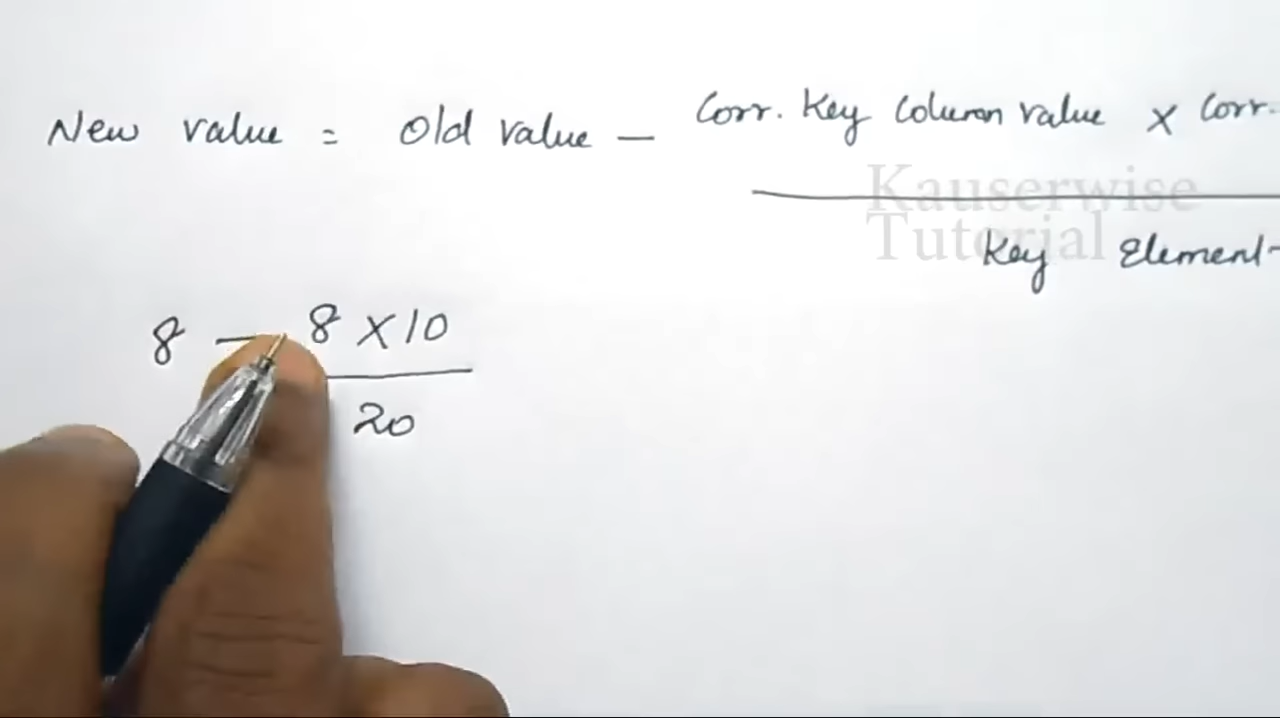 New value = Old value — Corr. Key Column value × Corr.
Key Element
Kauserwise
Tutorial
8 — 8 × 10
20